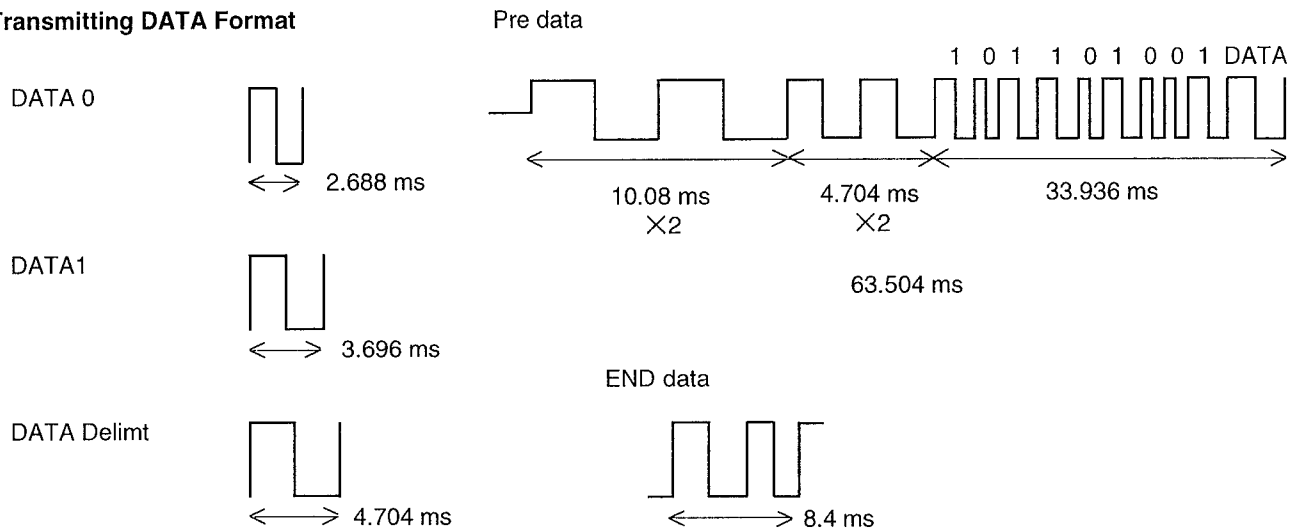 Transmitting DATA Format
Pre data
1 0 1 1 0 1 0 0 1 DATA
DATA 0
2.688 ms
10.08 ms
×2
4.704 ms
×2
33.936 ms
DATA1
3.696 ms
63.504 ms
END data
DATA Delimt
4.704 ms
8.4 ms